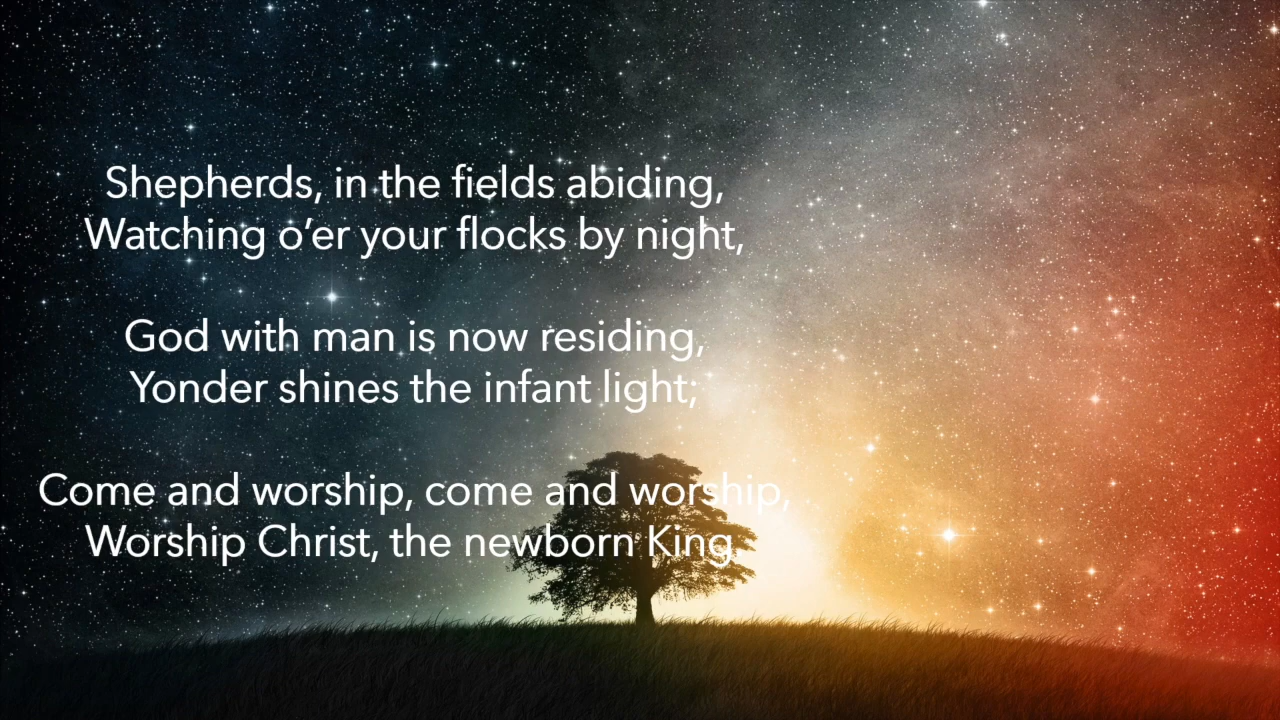 Shepherds, in the fields abiding,
Watching o’er your flocks by night,
God with man is now residing,
Yonder shines the infant light;
Come and worship, come and worship,
Worship Christ, the newborn King.